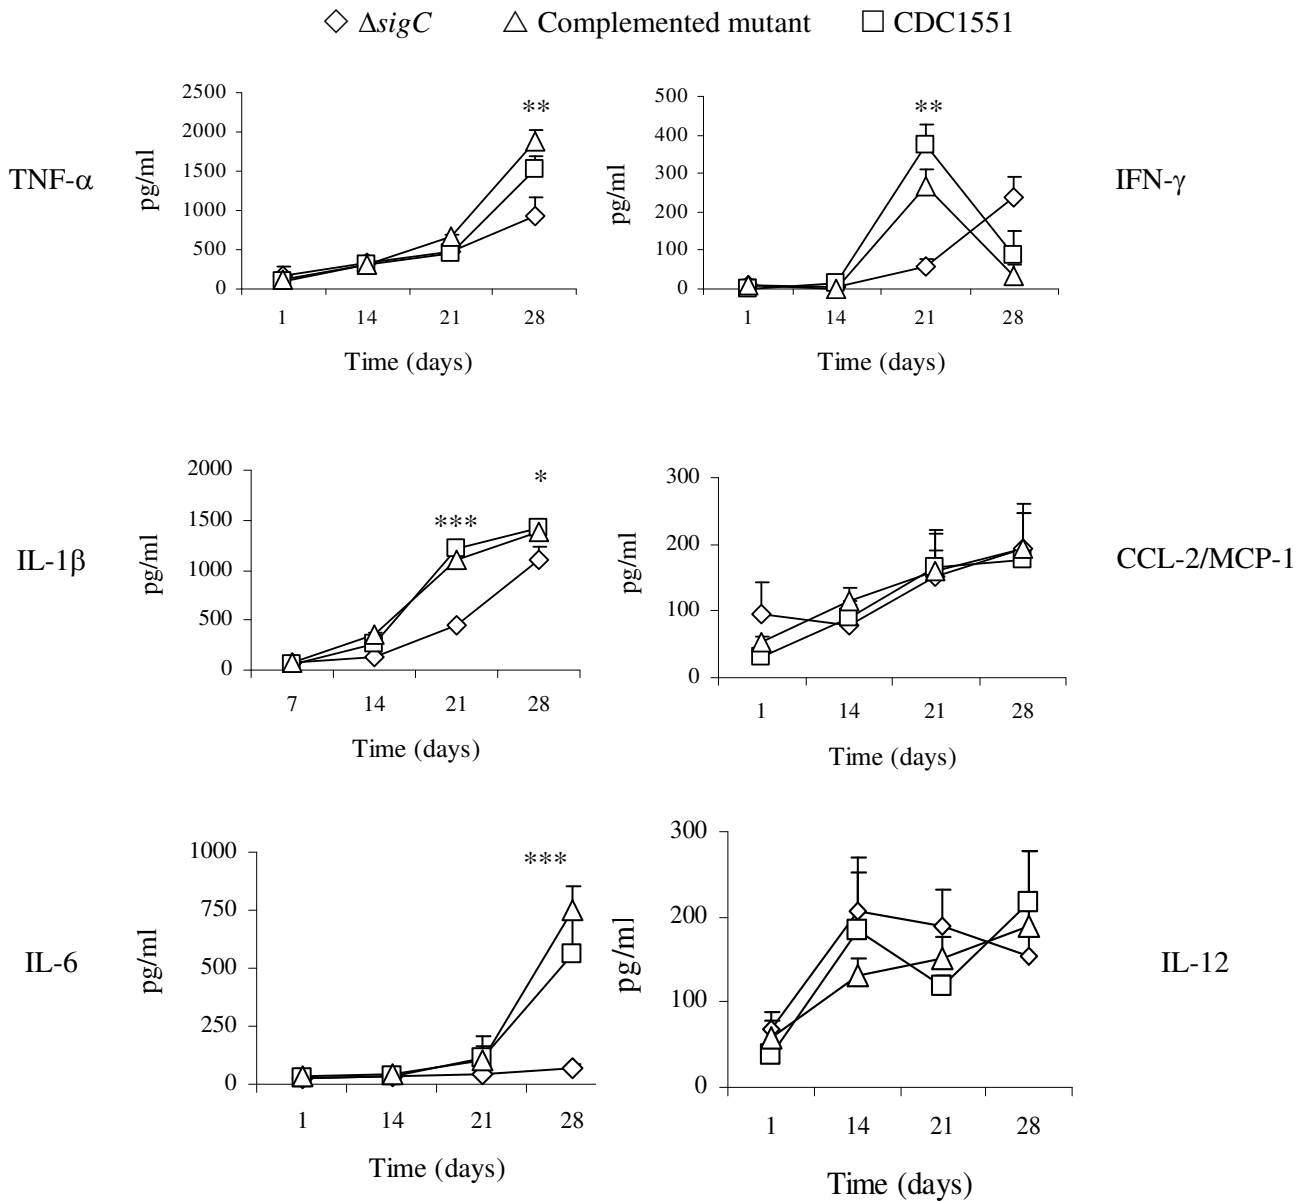 ΔsigC Complemented mutant CDC1551
TNF-α
pg/ml
2500
2000
1500
1000
500
0
**
1 14 21 28
Time (days)
IFN-γ
pg/ml
500
400
300
200
100
0
**
1 14 21 28
Time (days)
IL-1β
pg/ml
2000
1500
1000
500
0
***
*
7 14 21 28
Time (days)
CCL-2/MCP-1
pg/ml
300
200
100
0
1 14 21 28
Time (days)
IL-6
pg/ml
1000
750
500
250
0
***
1 14 21 28
Time (days)
IL-12
pg/ml
300
200
100
0
1 14 21 28
Time (days)